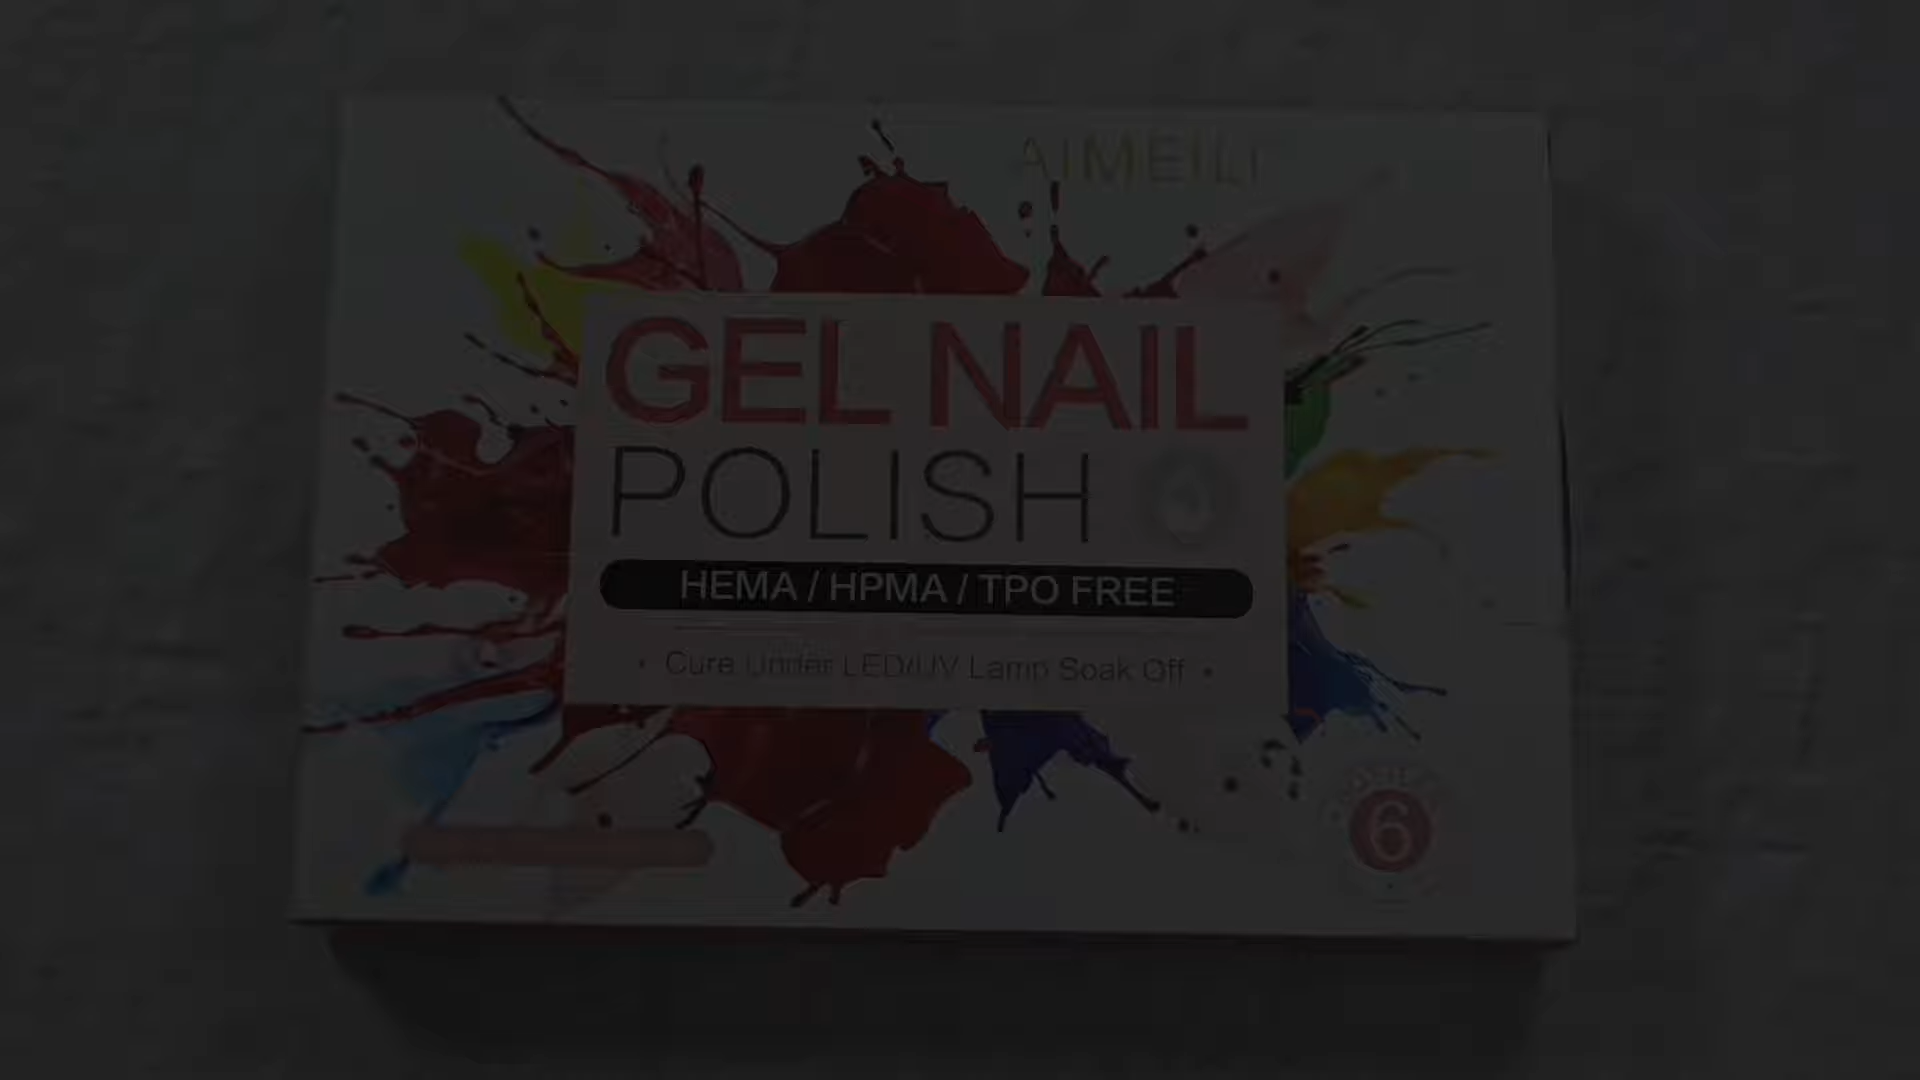 AIMEILI
GEL NAIL
POLISH
HEMA / HPMA / TPO FREE
• Cure Under LED/UV Lamp Soak Off •
6